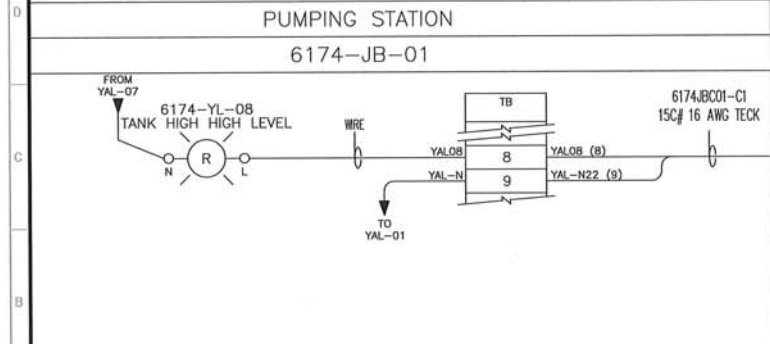 D
PUMPING STATION
6174-JB-01
FROM
YAL-07
6174-YL-08
TANK HIGH HIGH LEVEL
N
R
L
WIRE
TB
YAL08
8
YAL08 (8)
YAL-N
9
YAL-N22 (9)
6174JBC01-C1
15C# 16 AWG TECK
C
TO
YAL-01
B